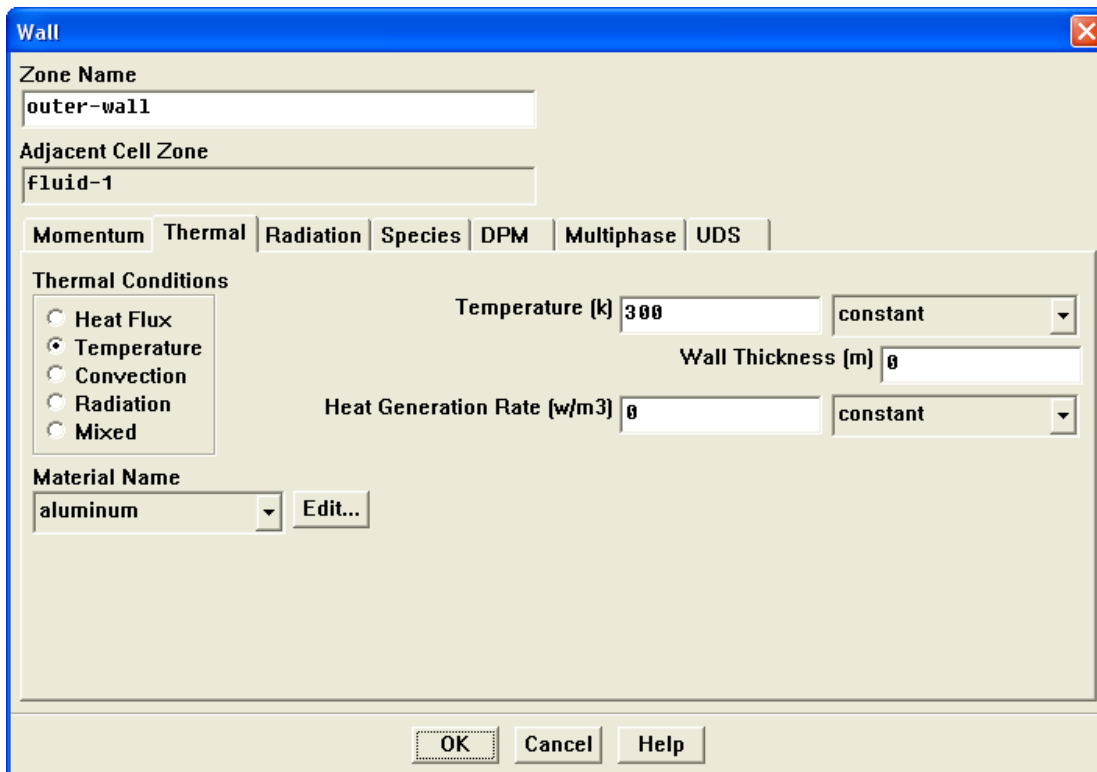 Wall
Zone Name
outer-wall
Adjacent Cell Zone
fluid-1
Momentum Thermal Radiation Species DPM Multiphase UDS
Thermal Conditions
Heat Flux
Temperature
Convection
Radiation
Mixed
Temperature (k) 300 constant
Wall Thickness (m) 0
Heat Generation Rate (w/m3) 0 constant
Material Name
aluminum Edit...
OK Cancel Help